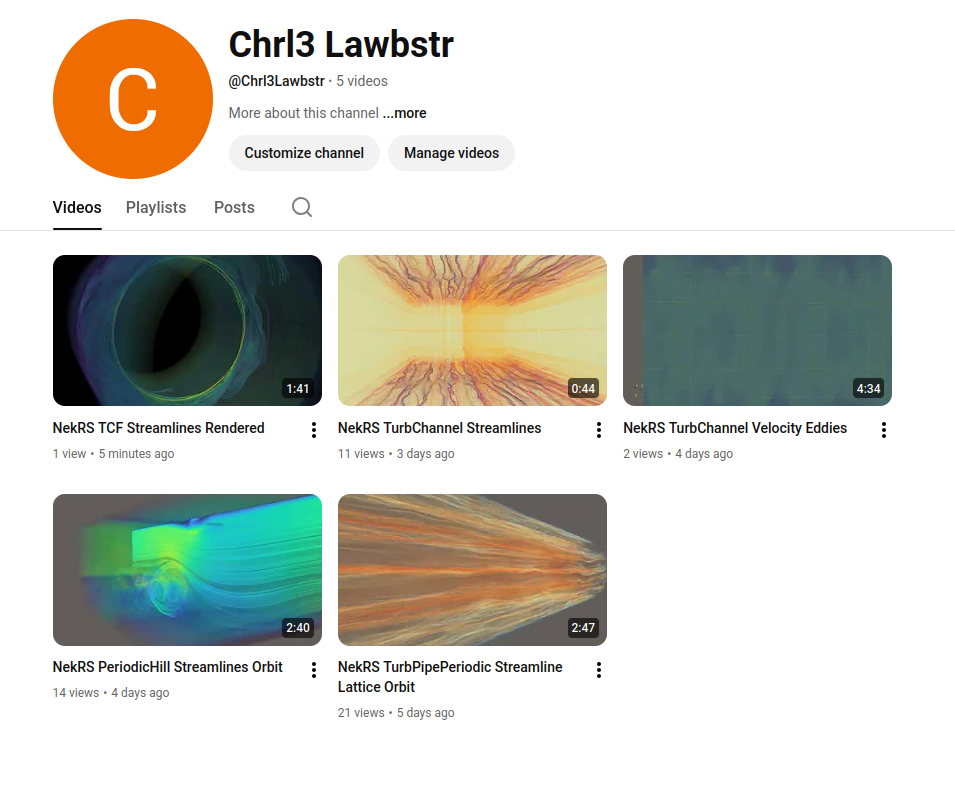 C
Chrl3 Lawbstr
@Chrl3Lawbstr · 5 videos
More about this channel ...more
Customize channel Manage videos
Videos Playlists Posts
1:41
0:44
4:34
NekRS TCF Streamlines Rendered
1 view • 5 minutes ago
NekRS TurbChannel Streamlines
11 views • 3 days ago
NekRS TurbChannel Velocity Eddies
2 views • 4 days ago
2:40
2:47
NekRS PeriodicHill Streamlines Orbit
14 views • 4 days ago
NekRS TurbPipePeriodic Streamline
Lattice Orbit
21 views • 5 days ago